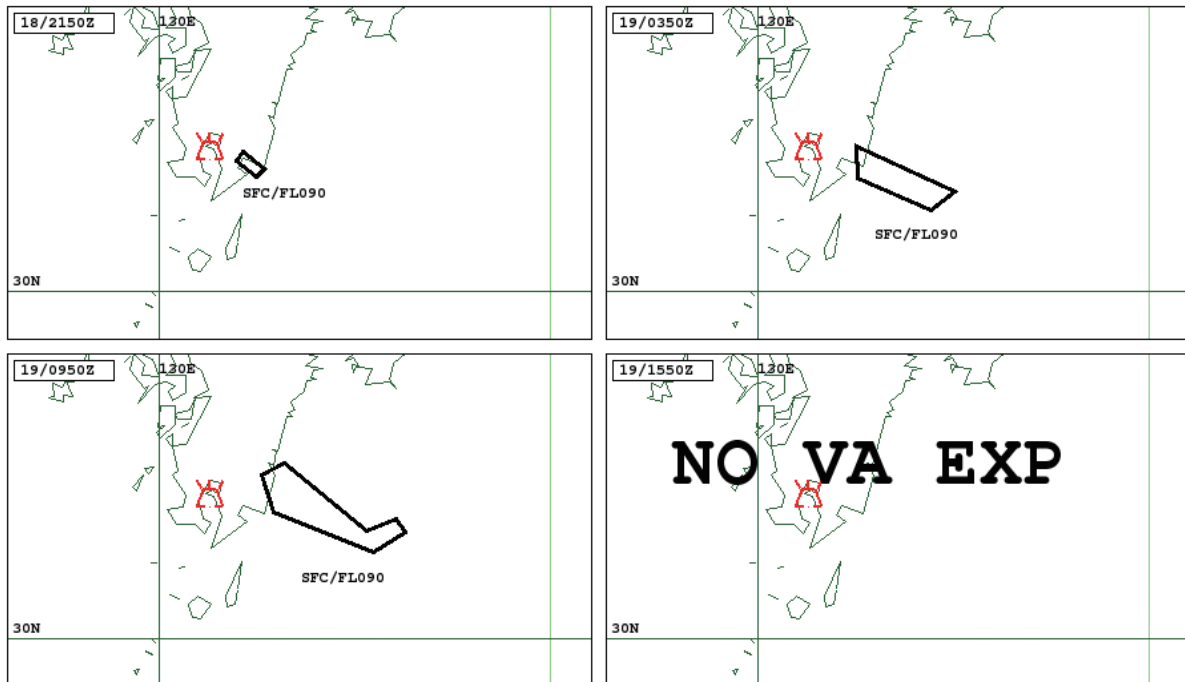 18/2150Z
130E
SFC/FL090
30N
19/0350Z
130E
SFC/FL090
30N
19/0950Z
130E
SFC/FL090
30N
19/1550Z
130E
NO VA EXP
30N